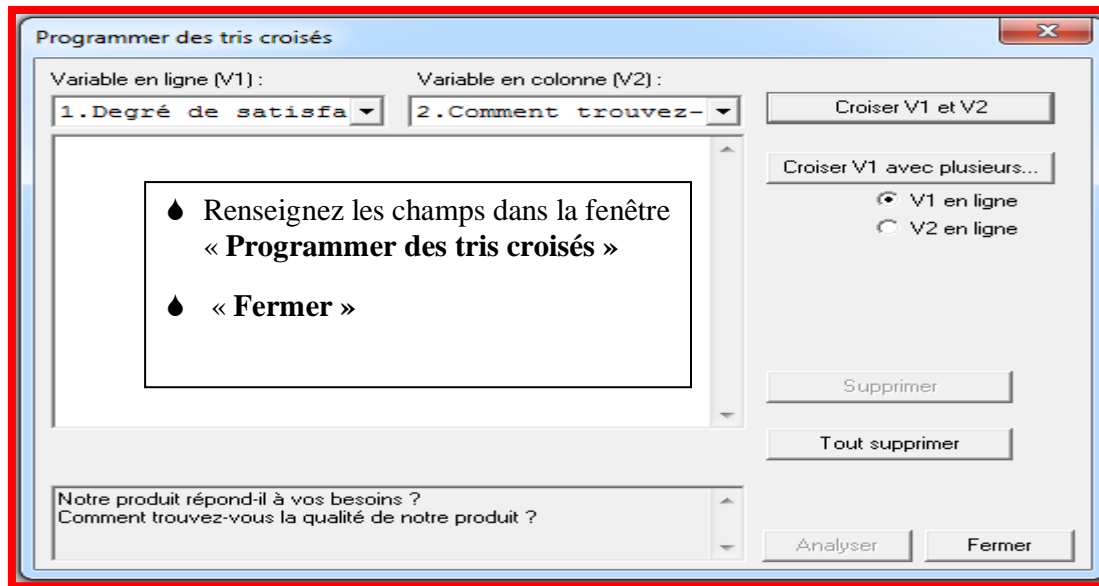 Programmer des tris croisés
Variable en ligne (V1) :
Variable en colonne (V2) :
1.Degré de satisfa
2.Comment trouvez-
Croiser V1 et V2
Croiser V1 avec plusieurs...
V1 en ligne
V2 en ligne
Renseignez les champs dans la fenêtre
« Programmer des tris croisés »
« Fermer »
Supprimer
Tout supprimer
Notre produit répond-il à vos besoins ?
Comment trouvez-vous la qualité de notre produit ?
Analyser
Fermer